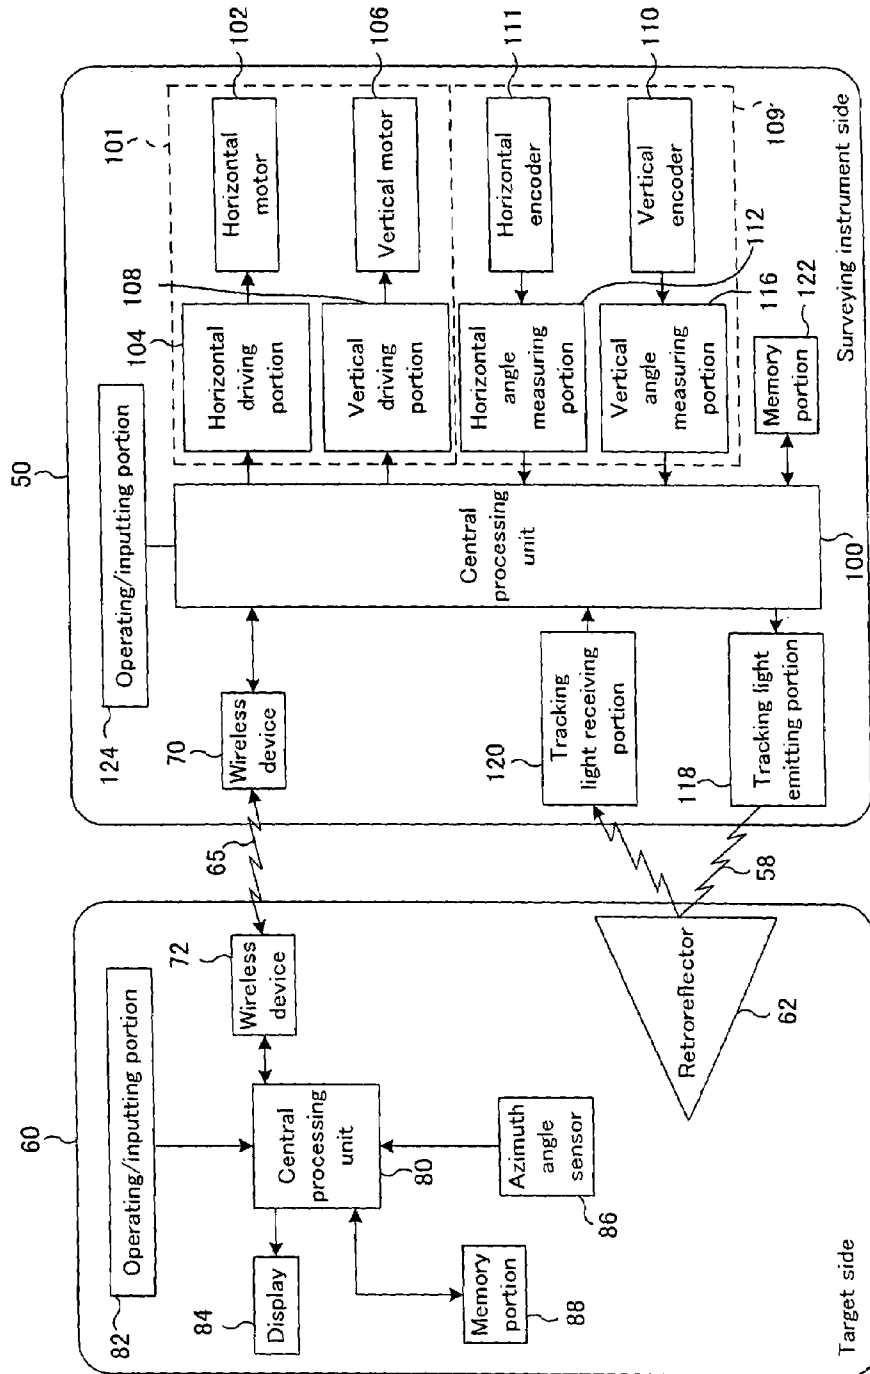 60
82
Operating/inputting portion
72
Wireless
device
84
Display
Central
processing
unit
80
Memory
portion
88
Azimuth
angle
sensor
86
Retroreflector
62
Target side
65
58
50
124
Operating/inputting portion
70
Wireless
device
120
Tracking
light receiving
portion
118
Tracking light
emitting portion
Central
processing
unit
100
101
104
Horizontal
driving
portion
Horizontal
motor
102
108
Vertical
driving
portion
Vertical motor
106
Horizontal
angle
measuring
portion
Horizontal
encoder
111
112
Vertical
angle
measuring
portion
Vertical
encoder
110
109
116
Memory
portion
122
Surveying instrument side